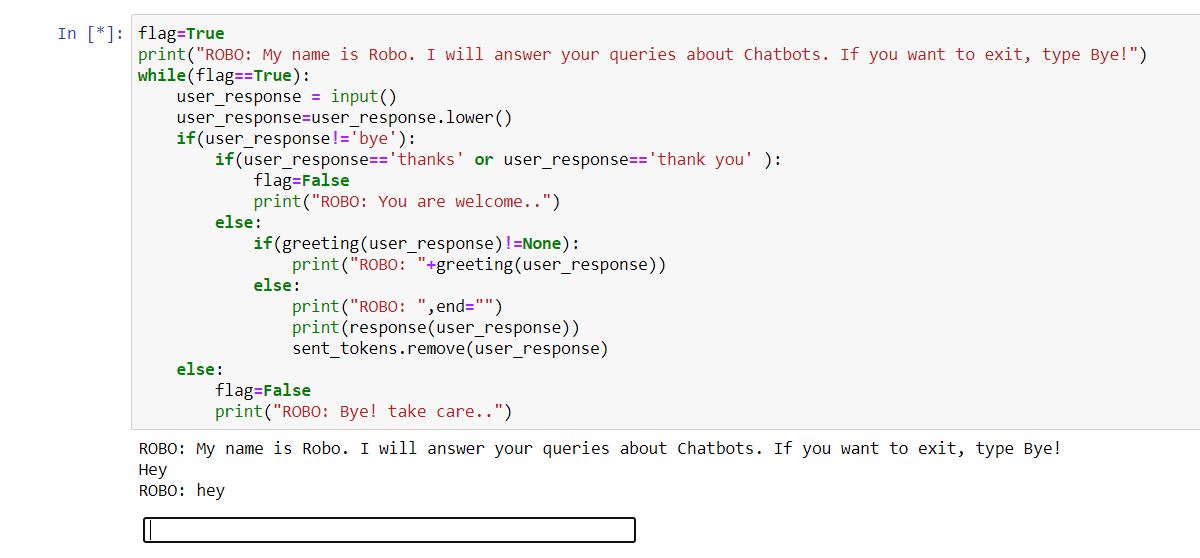 In [*]: flag=True
print("ROBO: My name is Robo. I will answer your queries about Chatbots. If you want to exit, type Bye!")
while(flag==True):
    user_response = input()
    user_response=user_response.lower()
    if(user_response!='bye'):
        if(user_response=='thanks' or user_response=='thank you' ):
            flag=False
            print("ROBO: You are welcome..")
        else:
            if(greeting(user_response)!=None):
                print("ROBO: "+greeting(user_response))
            else:
                print("ROBO: ",end="")
                print(response(user_response))
                sent_tokens.remove(user_response)
    else:
        flag=False
        print("ROBO: Bye! take care..")
ROBO: My name is Robo. I will answer your queries about Chatbots. If you want to exit, type Bye!
Hey
ROBO: hey